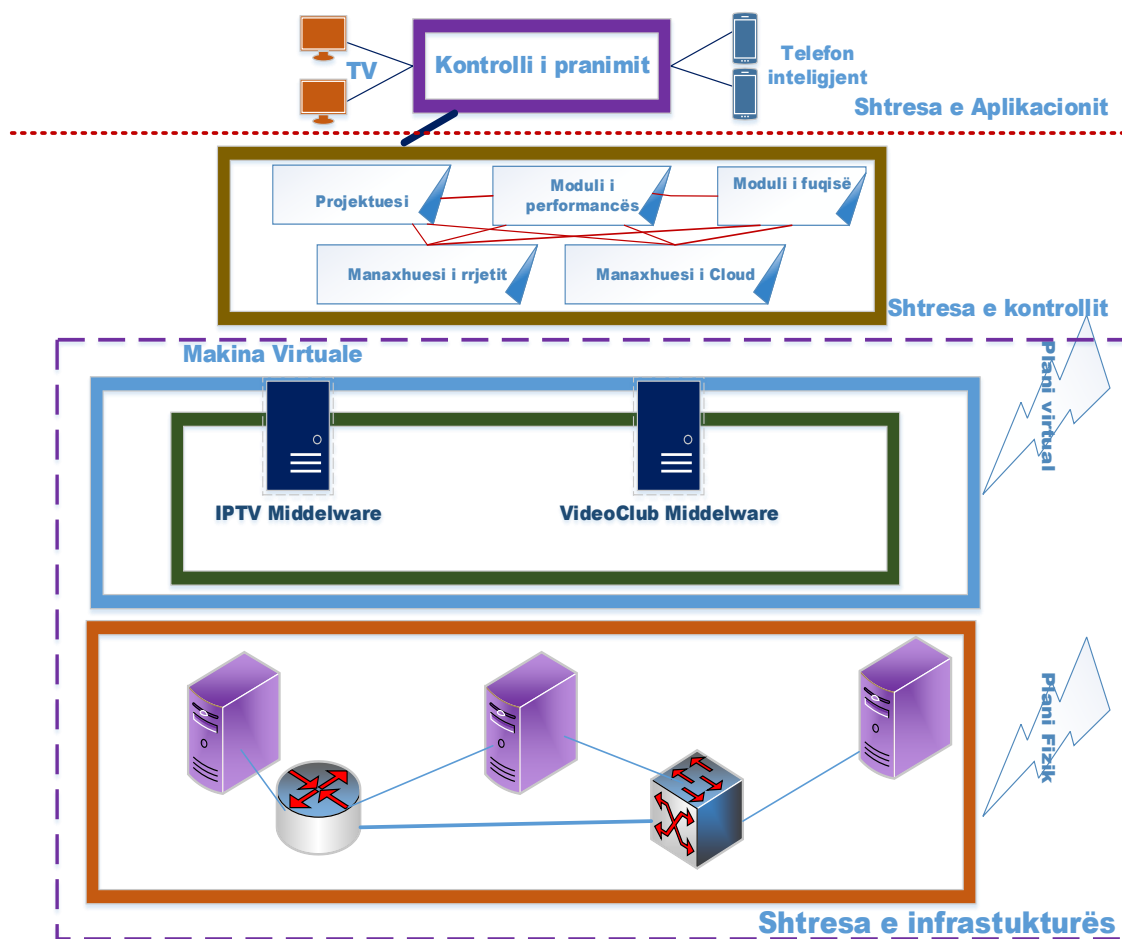 TV
Kontrolli i pranimit
Telefon
inteligjent
Shtresa e Aplikacionit
Projektuesi
Moduli i
performancës
Moduli i fuqisë
Manaxhuesi i rrjetit
Manaxhuesi i Cloud
Shtresa e kontrollit
Makina Virtuale
Plani virtual
IPTV Middelware
VideoClub Middelware
Plani Fizik
Shtresa e infrastukturës